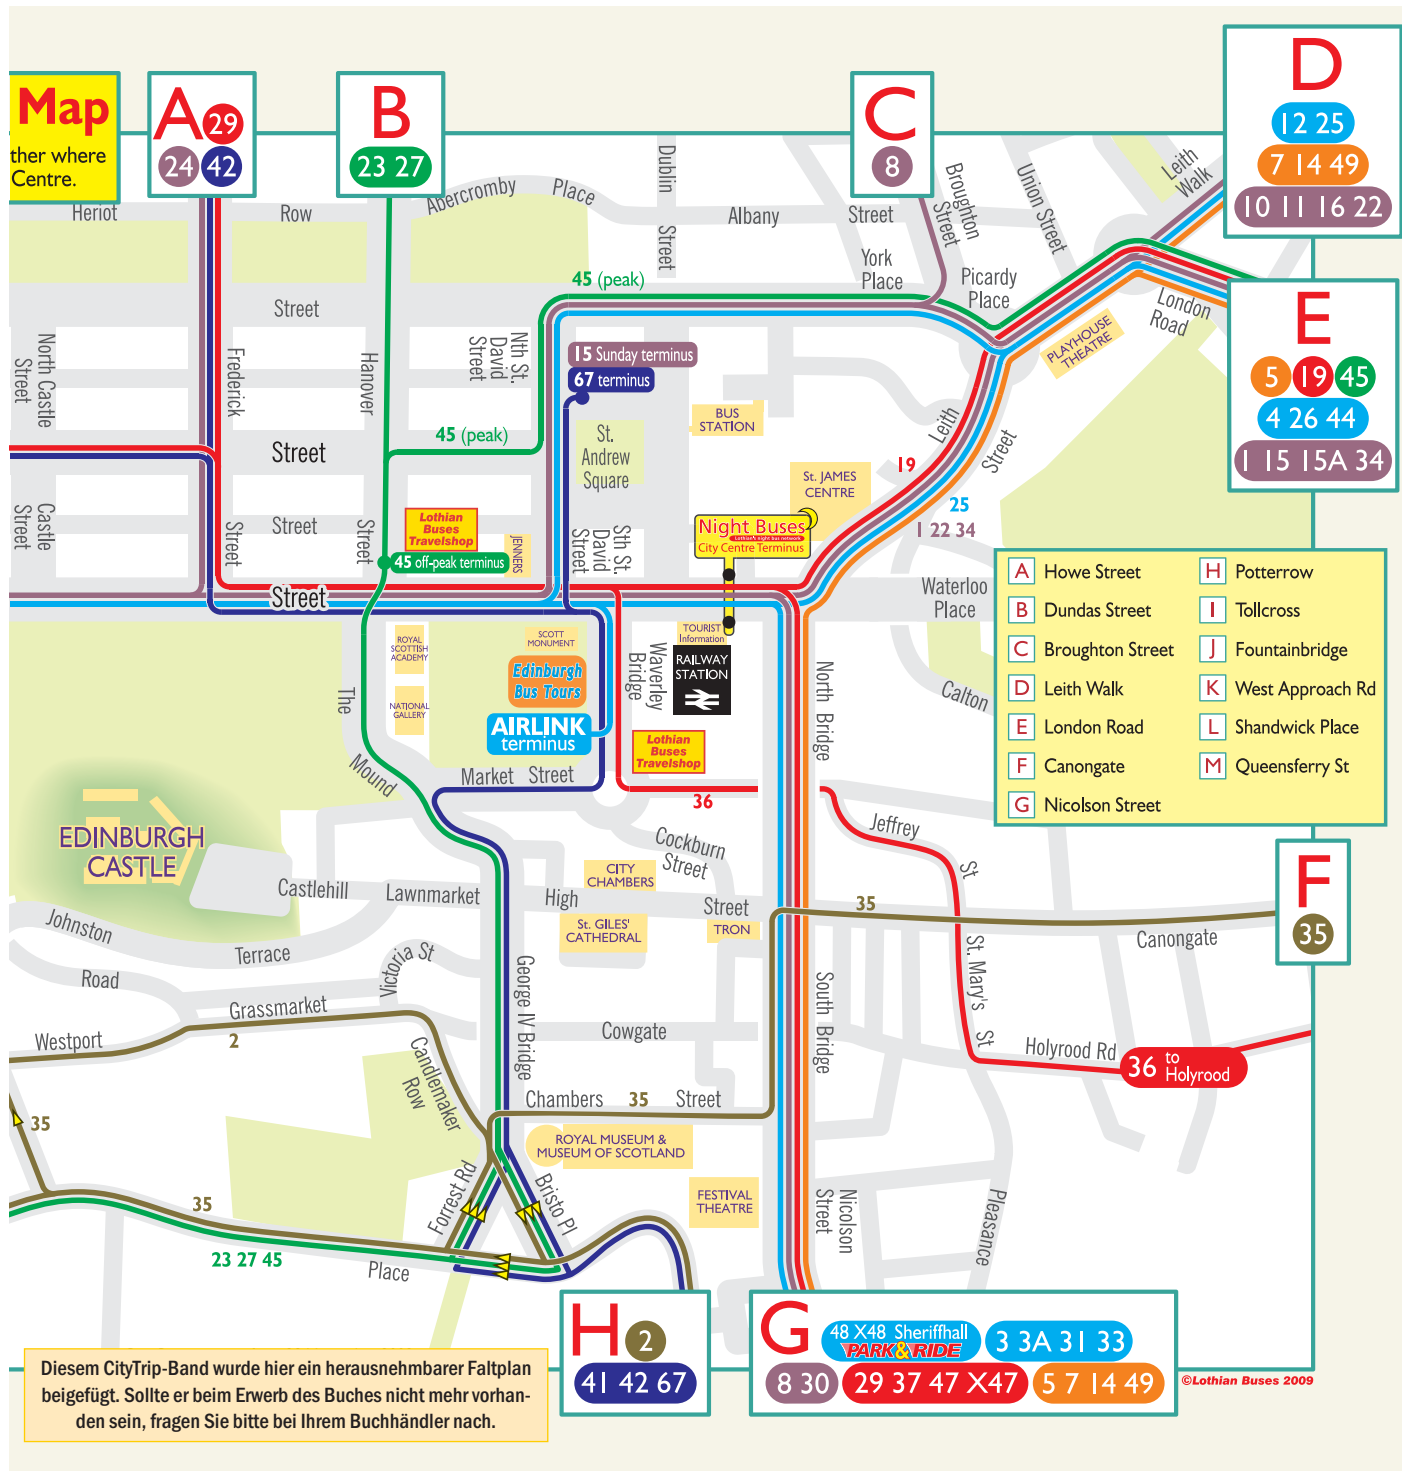 Map
ther where
Centre.
A 29
24 42
B
23 27
C
8
D
12 25
7 14 49
10 11 16 22
Heriot
Row
Abercromby
Place
Dublin
Street
Albany
Street
Broughton
Street
Union Street
Leith
Walk
York
Place
Picardy
Place
London
Road
PLAYHOUSE
THEATRE
E
5 19 45
4 26 44
1 15 15A 34
45 (peak)
Street
North Castle
Street
Frederick
Hanover
Nth St.
David
Street
15 Sunday terminus
67 terminus
BUS
STATION
St.
Andrew
Square
45 (peak)
Street
Leith
Street
19
25
1 22 34
St. JAMES
CENTRE
Castle
Street
Street
Street
Street
Lothian
Buses
Travelshop
JENNERS
45 off-peak terminus
Sth St.
David
Street
Night Buses
Lothian's night bus network
City Centre Terminus
Street
Waterloo
Place
A Howe Street
B Dundas Street
C Broughton Street
D Leith Walk
E London Road
F Canongate
G Nicolson Street
H Potterrow
I Tollcross
J Fountainbridge
K West Approach Rd
L Shandwick Place
M Queensferry St
ROYAL
SCOTTISH
ACADEMY
NATIONAL
GALLERY
SCOTT
MONUMENT
Edinburgh
Bus Tours
AIRLINK
terminus
TOURIST
Information
RAILWAY
STATION
Waverley
Bridge
Lothian
Buses
Travelshop
North Bridge
Calton
The
Mound
Market Street
36
Jeffrey
St
EDINBURGH
CASTLE
Cockburn
Street
CITY
CHAMBERS
Castlehill
Lawnmarket
High
Street
35
F
35
St. GILES'
CATHEDRAL
TRON
Canongate
Johnston
Terrace
Victoria St
Road
Grassmarket
2
Westport
George IV Bridge
Cowgate
South Bridge
St. Mary's
St
Holyrood Rd
36 to
Holyrood
Candlemaker
Row
Chambers 35 Street
35
ROYAL MUSEUM &
MUSEUM OF SCOTLAND
FESTIVAL
THEATRE
Forrest Rd
Bristo Pl
Nicolson
Street
Pleasance
35
23 27 45
Place
H 2
41 42 67
G
48 X48 Sheriffhall
PARK & RIDE
3 3A 31 33
8 30
29 37 47 X47
5 7 14 49
©Lothian Buses 2009
Diesem CityTrip-Band wurde hier ein herausnehmbarer Faltplan
beigefügt. Sollte er beim Erwerb des Buches nicht mehr vorhan-
den sein, fragen Sie bitte bei Ihrem Buchhändler nach.